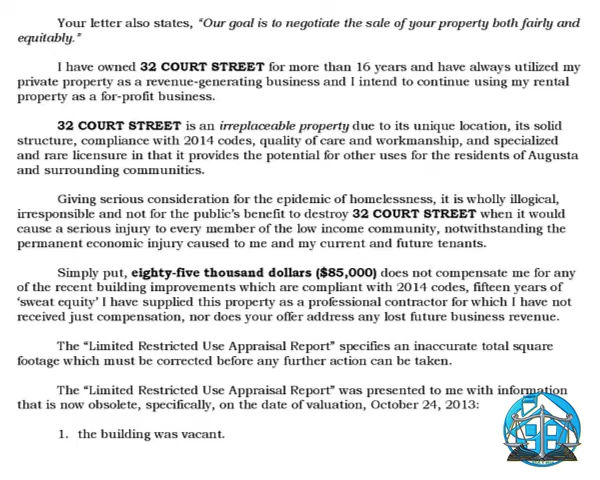 Your letter also states, “Our goal is to negotiate the sale of your property both fairly and
equitably.”
I have owned 32 COURT STREET for more than 16 years and have always utilized my
private property as a revenue-generating business and I intend to continue using my rental
property as a for-profit business.
32 COURT STREET is an irreplaceable property due to its unique location, its solid
structure, compliance with 2014 codes, quality of care and workmanship, and specialized
and rare licensure in that it provides the potential for other uses for the residents of Augusta
and surrounding communities.
Giving serious consideration for the epidemic of homelessness, it is wholly illogical,
irresponsible and not for the public’s benefit to destroy 32 COURT STREET when it would
cause a serious injury to every member of the low income community, notwithstanding the
permanent economic injury caused to me and my current and future tenants.
Simply put, eighty-five thousand dollars ($85,000) does not compensate me for any
of the recent building improvements which are compliant with 2014 codes, fifteen years of
‘sweat equity’ I have supplied this property as a professional contractor for which I have not
received just compensation, nor does your offer address any lost future business revenue.
The “Limited Restricted Use Appraisal Report” specifies an inaccurate total square
footage which must be corrected before any further action can be taken.
The “Limited Restricted Use Appraisal Report” was presented to me with information
that is now obsolete, specifically, on the date of valuation, October 24, 2013:
1. the building was vacant.